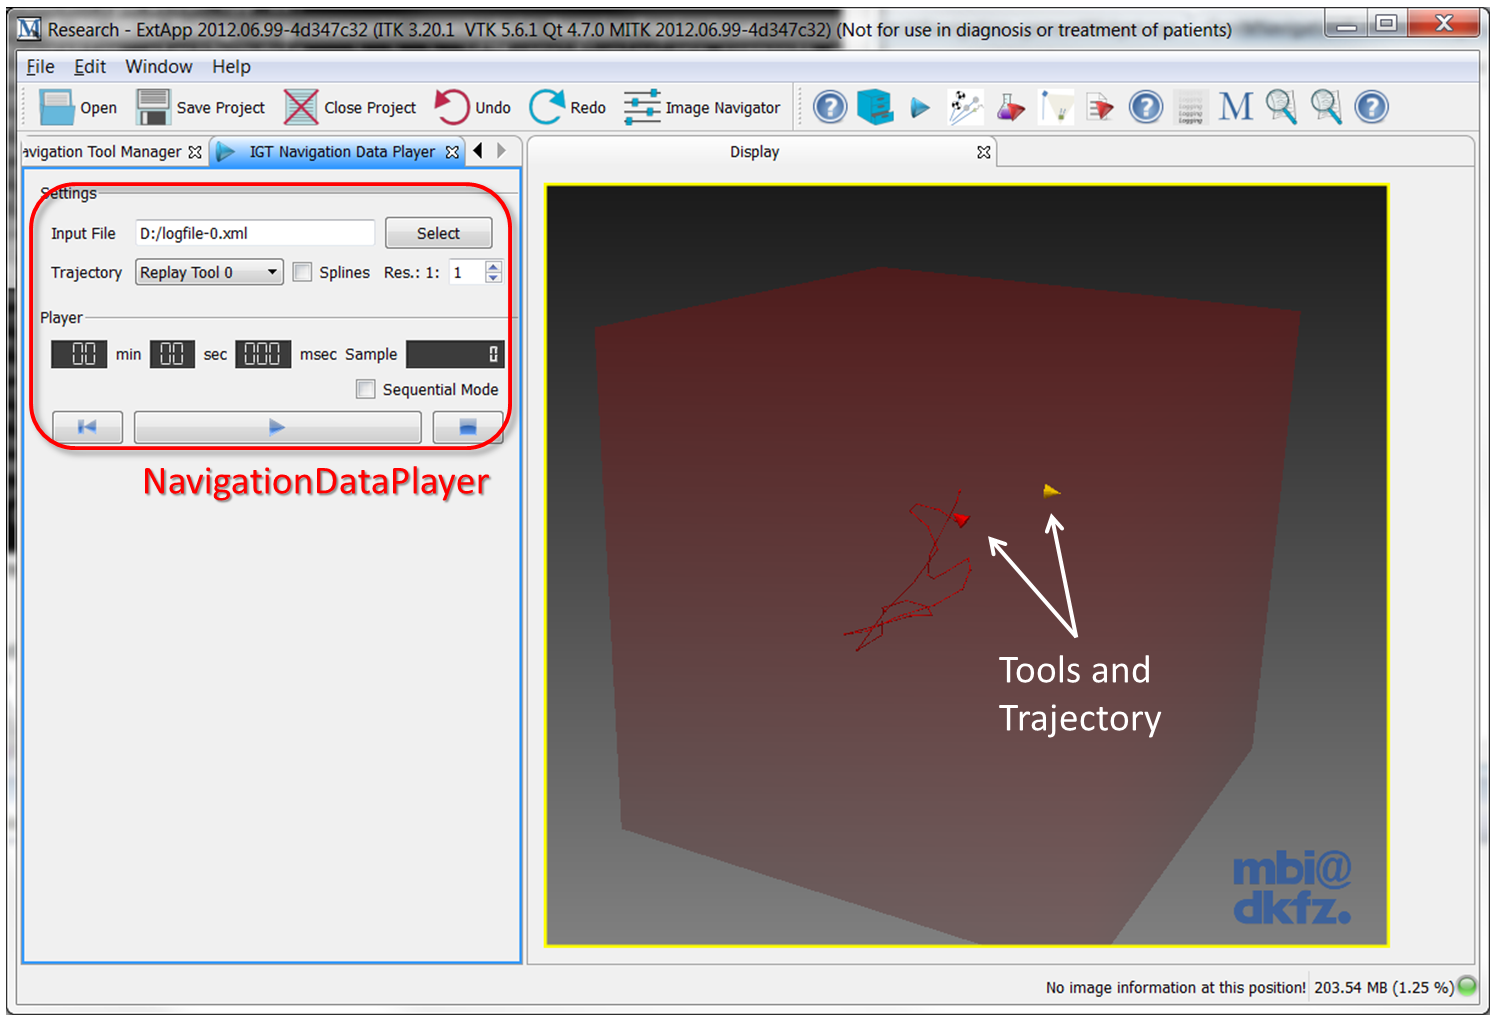 Research - ExtApp 2012.06.99-4d347c32 (ITK 3.20.1 VTK 5.6.1 Qt 4.7.0 MITK 2012.06.99-4d347c32) (Not for use in diagnosis or treatment of patients)
File Edit Window Help
Open Save Project Close Project Undo Redo Image Navigator
avigation Tool Manager IGT Navigation Data Player Display
Settings
Input File D:/logfile-0.xml Select
Trajectory Replay Tool 0 Splines Res.: 1: 1
Player
00 min 00 sec 000 msec Sample 0
Sequential Mode
NavigationDataPlayer
Tools and
Trajectory
mbi@
dkfz.
No image information at this position! 203.54 MB (1.25 %)